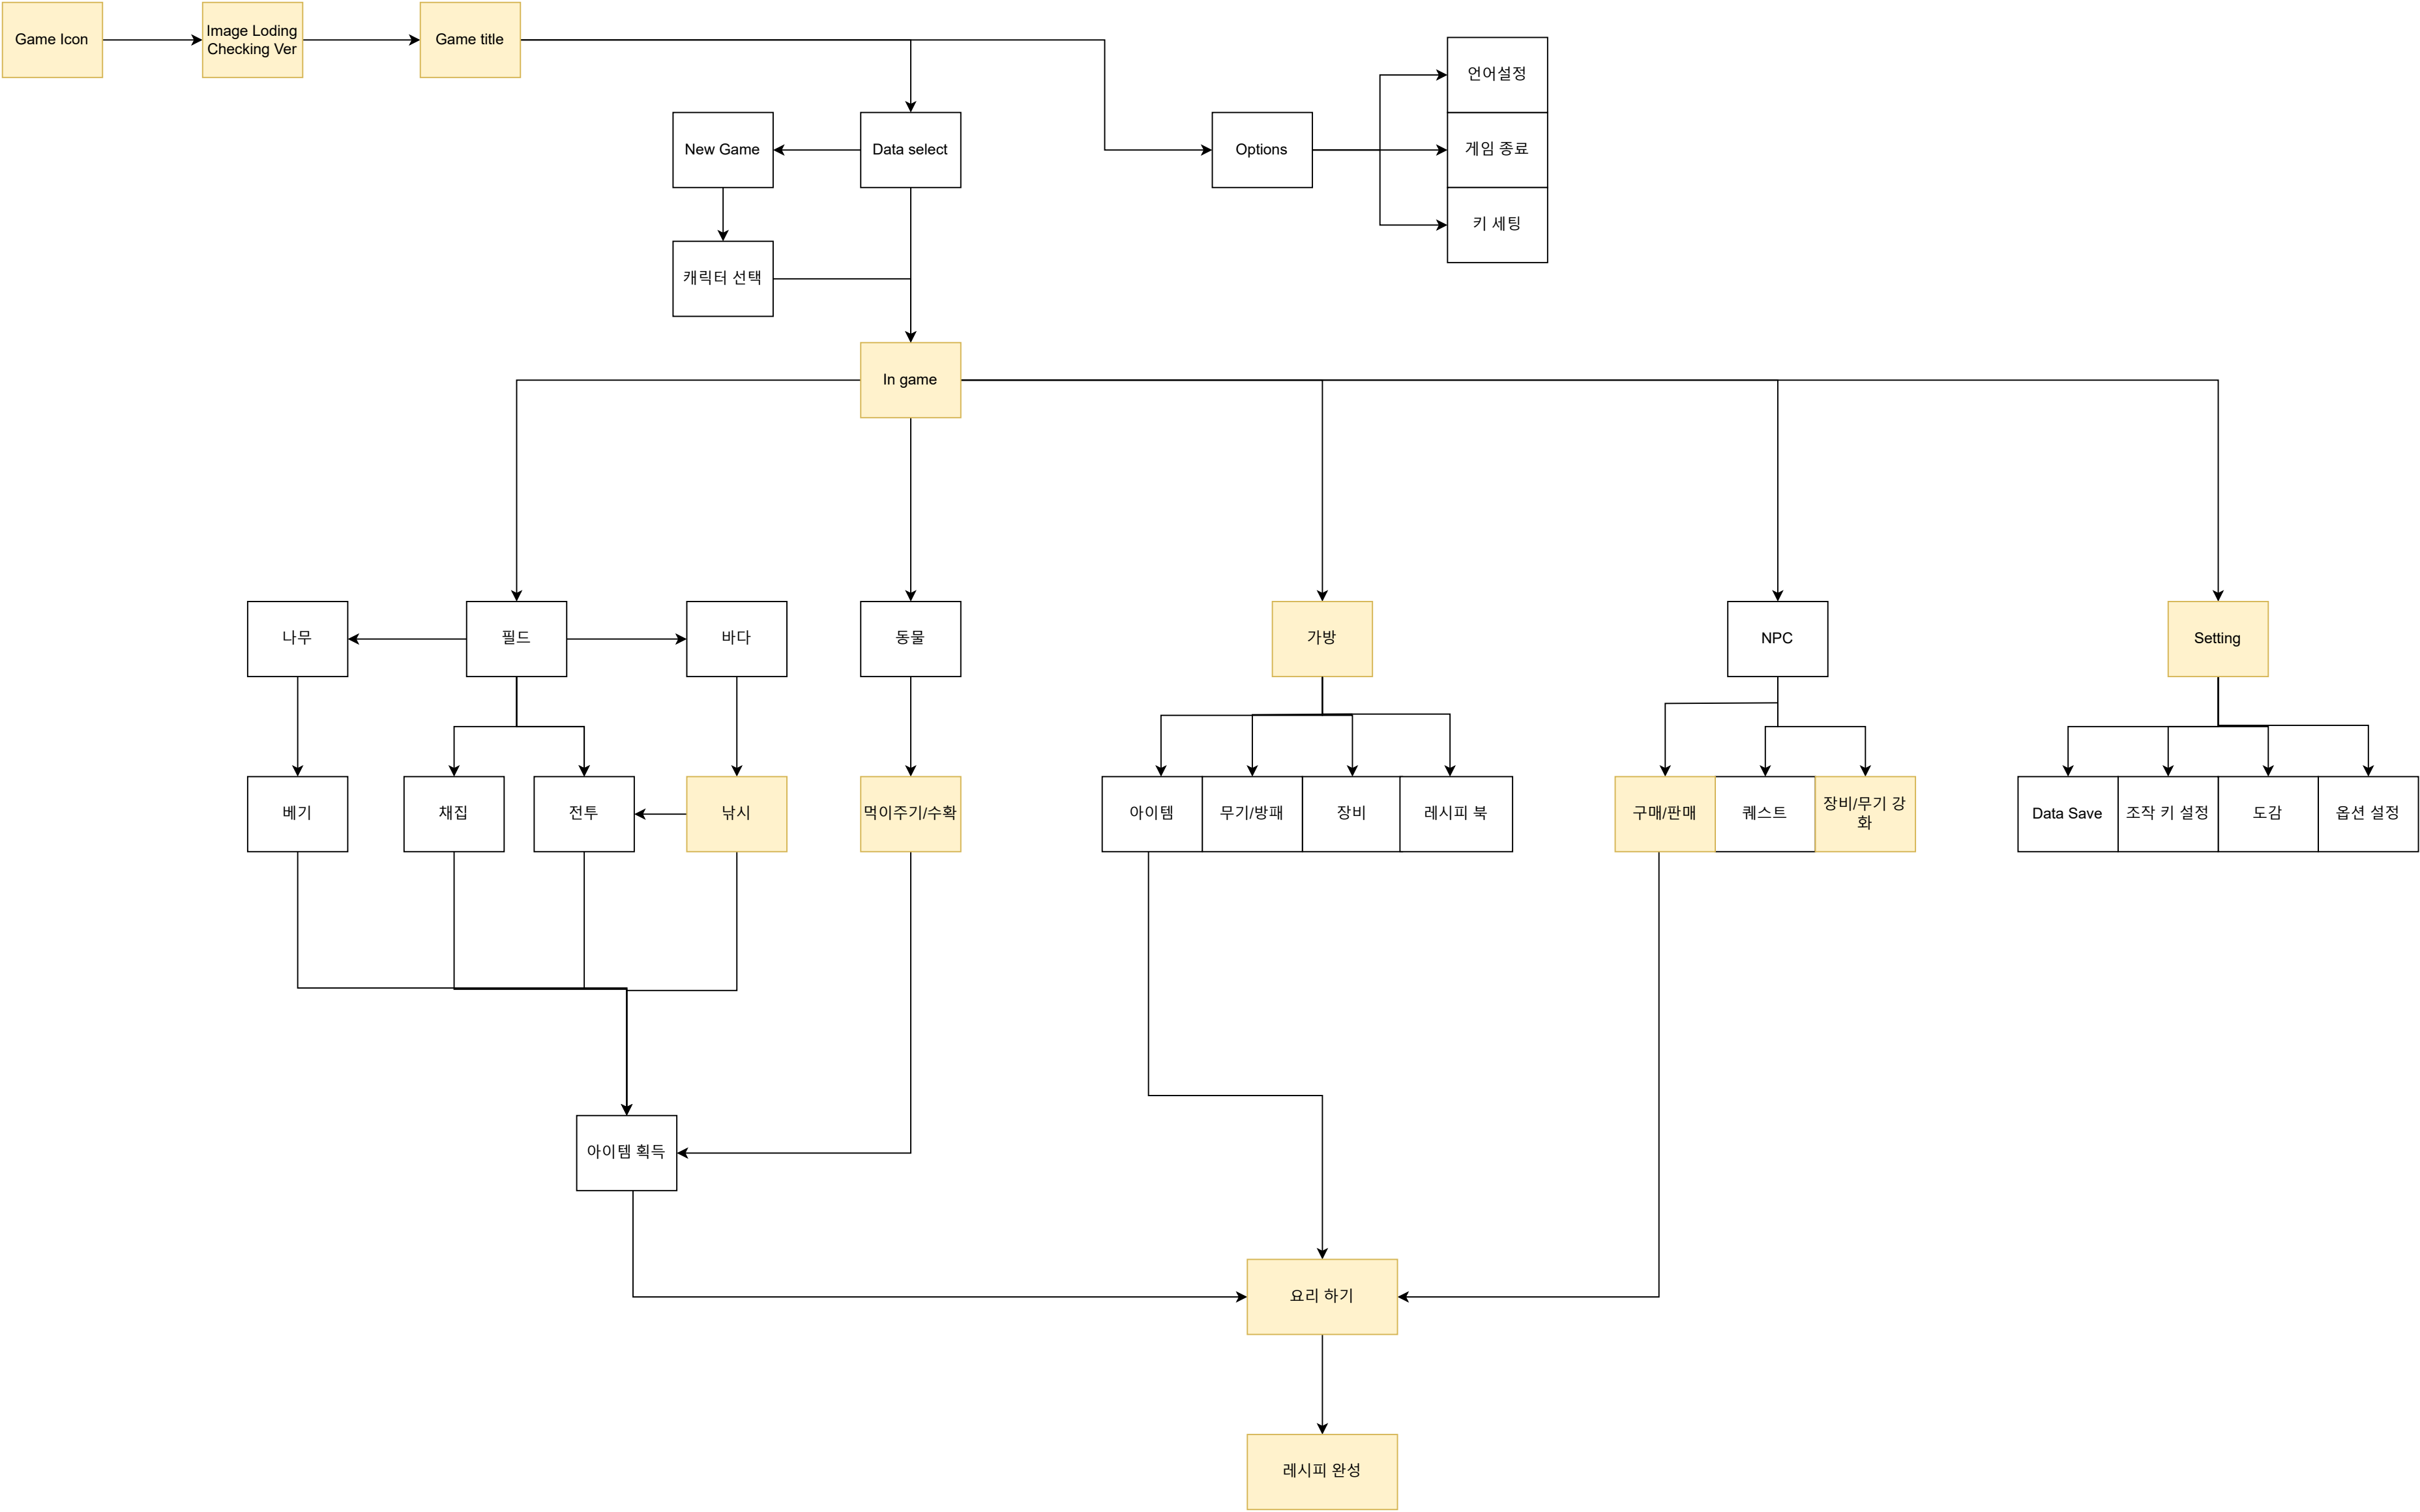 Game Icon
Image Loding
Checking Ver
Game title
언어설정
New Game
Data select
Options
게임 종료
키 세팅
캐릭터 선택
In game
나무
필드
바다
동물
가방
NPC
Setting
베기
채집
전투
낚시
먹이주기/수확
아이템
무기/방패
장비
레시피 북
구매/판매
퀘스트
장비/무기 강
화
Data Save
조작 키 설정
도감
옵션 설정
아이템 획득
요리 하기
레시피 완성